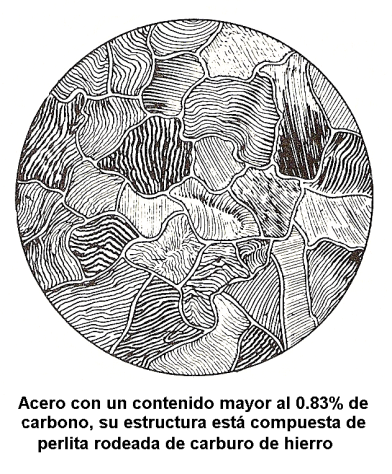 Acero con un contenido mayor al 0.83% de
carbono, su estructura está compuesta de
perlita rodeada de carburo de hierro